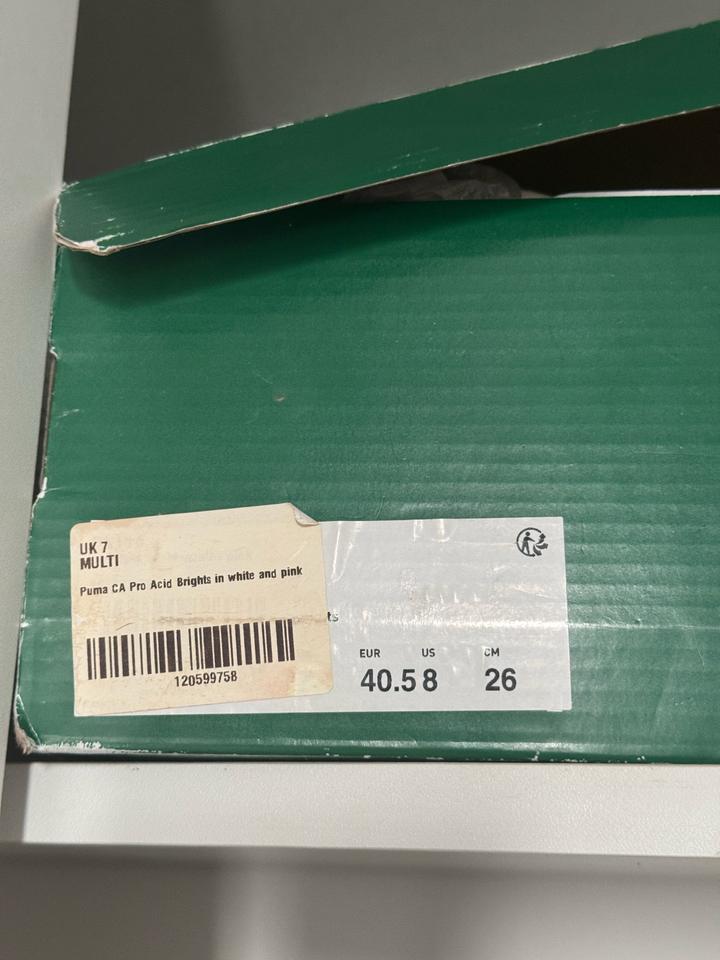 UK 7
MULTI
Puma CA Pro Acid Brights in white and pink
120599758
ts
EUR US CM
40.5 8 26